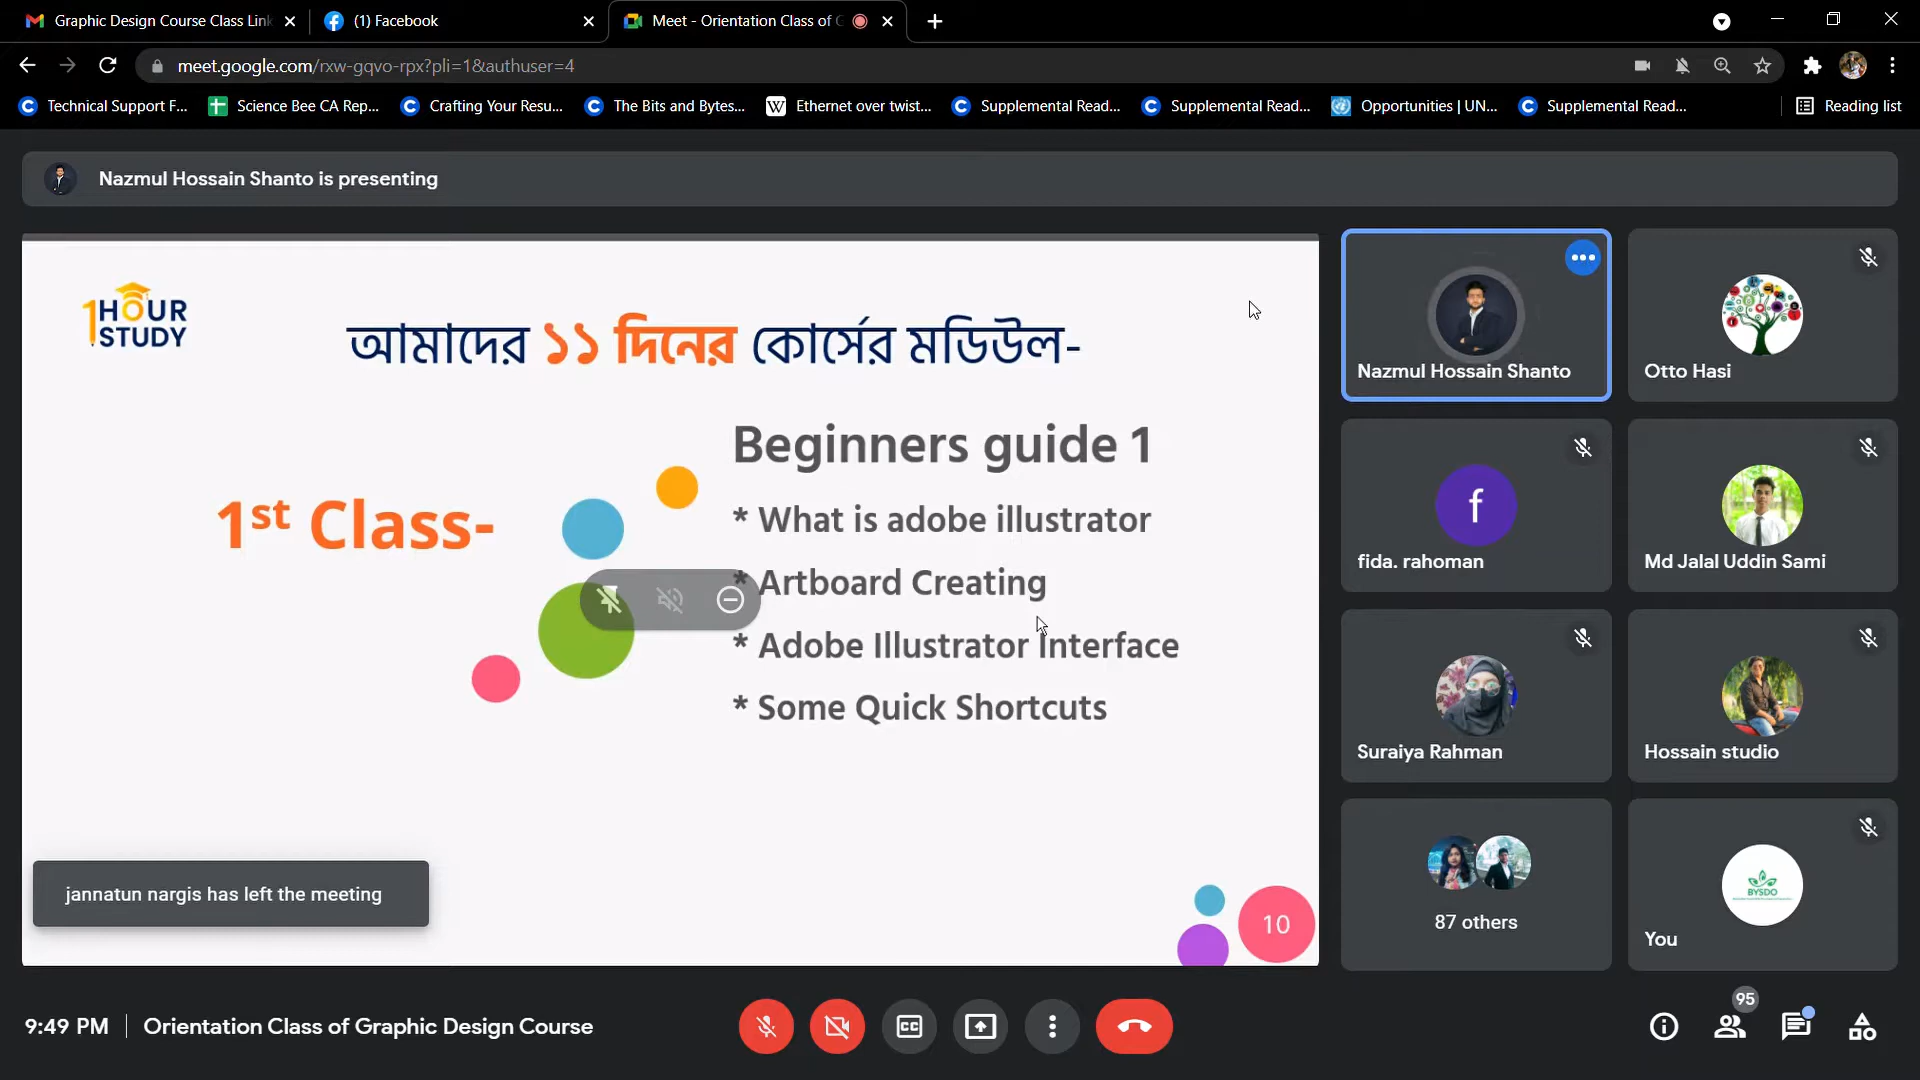 Graphic Design Course Class Link
(1) Facebook
Meet - Orientation Class of G
meet.google.com/rxw-gqvo-rpx?pli=1&authuser=4
Technical Support F...
Science Bee CA Rep...
Crafting Your Resu...
The Bits and Bytes...
W
Ethernet over twist...
Supplemental Read...
Supplemental Read...
Opportunities | UN...
Supplemental Read...
Reading list
Nazmul Hossain Shanto is presenting
1HOUR
STUDY
আমাদের ১১ দিনের কোর্সের মডিউল-
1st Class-
Beginners guide 1
* What is adobe illustrator
* Artboard Creating
* Adobe Illustrator Interface
* Some Quick Shortcuts
jannatun nargis has left the meeting
10
Nazmul Hossain Shanto
Otto Hasi
f
fida. rahoman
Md Jalal Uddin Sami
Suraiya Rahman
Hossain studio
87 others
BYSDO
You
9:49 PM
Orientation Class of Graphic Design Course
CC
95